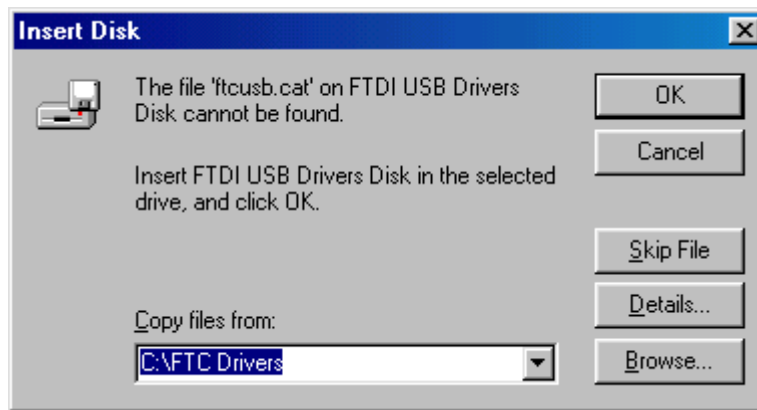 Insert Disk
The file 'ftcusb.cat' on FTDI USB Drivers
Disk cannot be found.
Insert FTDI USB Drivers Disk in the selected
drive, and click OK.
Copy files from:
C:\FTC Drivers
OK
Cancel
Skip File
Details...
Browse...